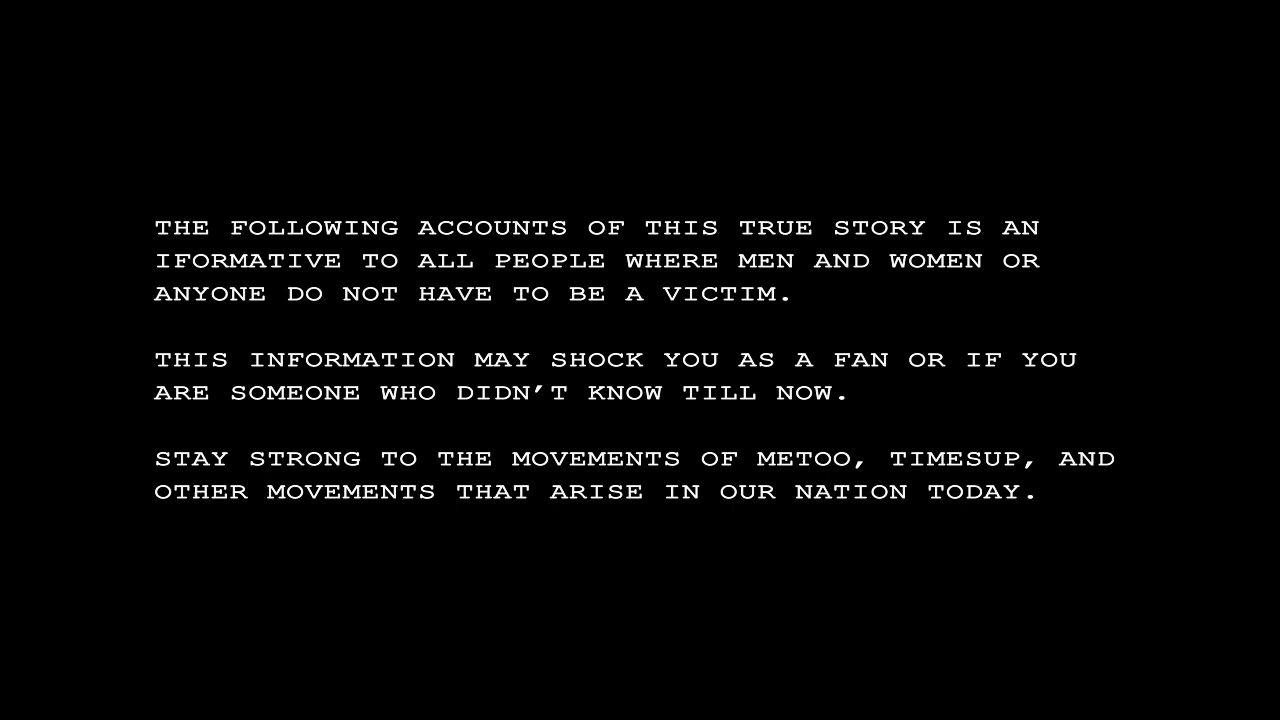 THE FOLLOWING ACCOUNTS OF THIS TRUE STORY IS AN
IFORMATIVE TO ALL PEOPLE WHERE MEN AND WOMEN OR
ANYONE DO NOT HAVE TO BE A VICTIM.
THIS INFORMATION MAY SHOCK YOU AS A FAN OR IF YOU
ARE SOMEONE WHO DIDN’T KNOW TILL NOW.
STAY STRONG TO THE MOVEMENTS OF METOO, TIMESUP, AND
OTHER MOVEMENTS THAT ARISE IN OUR NATION TODAY.